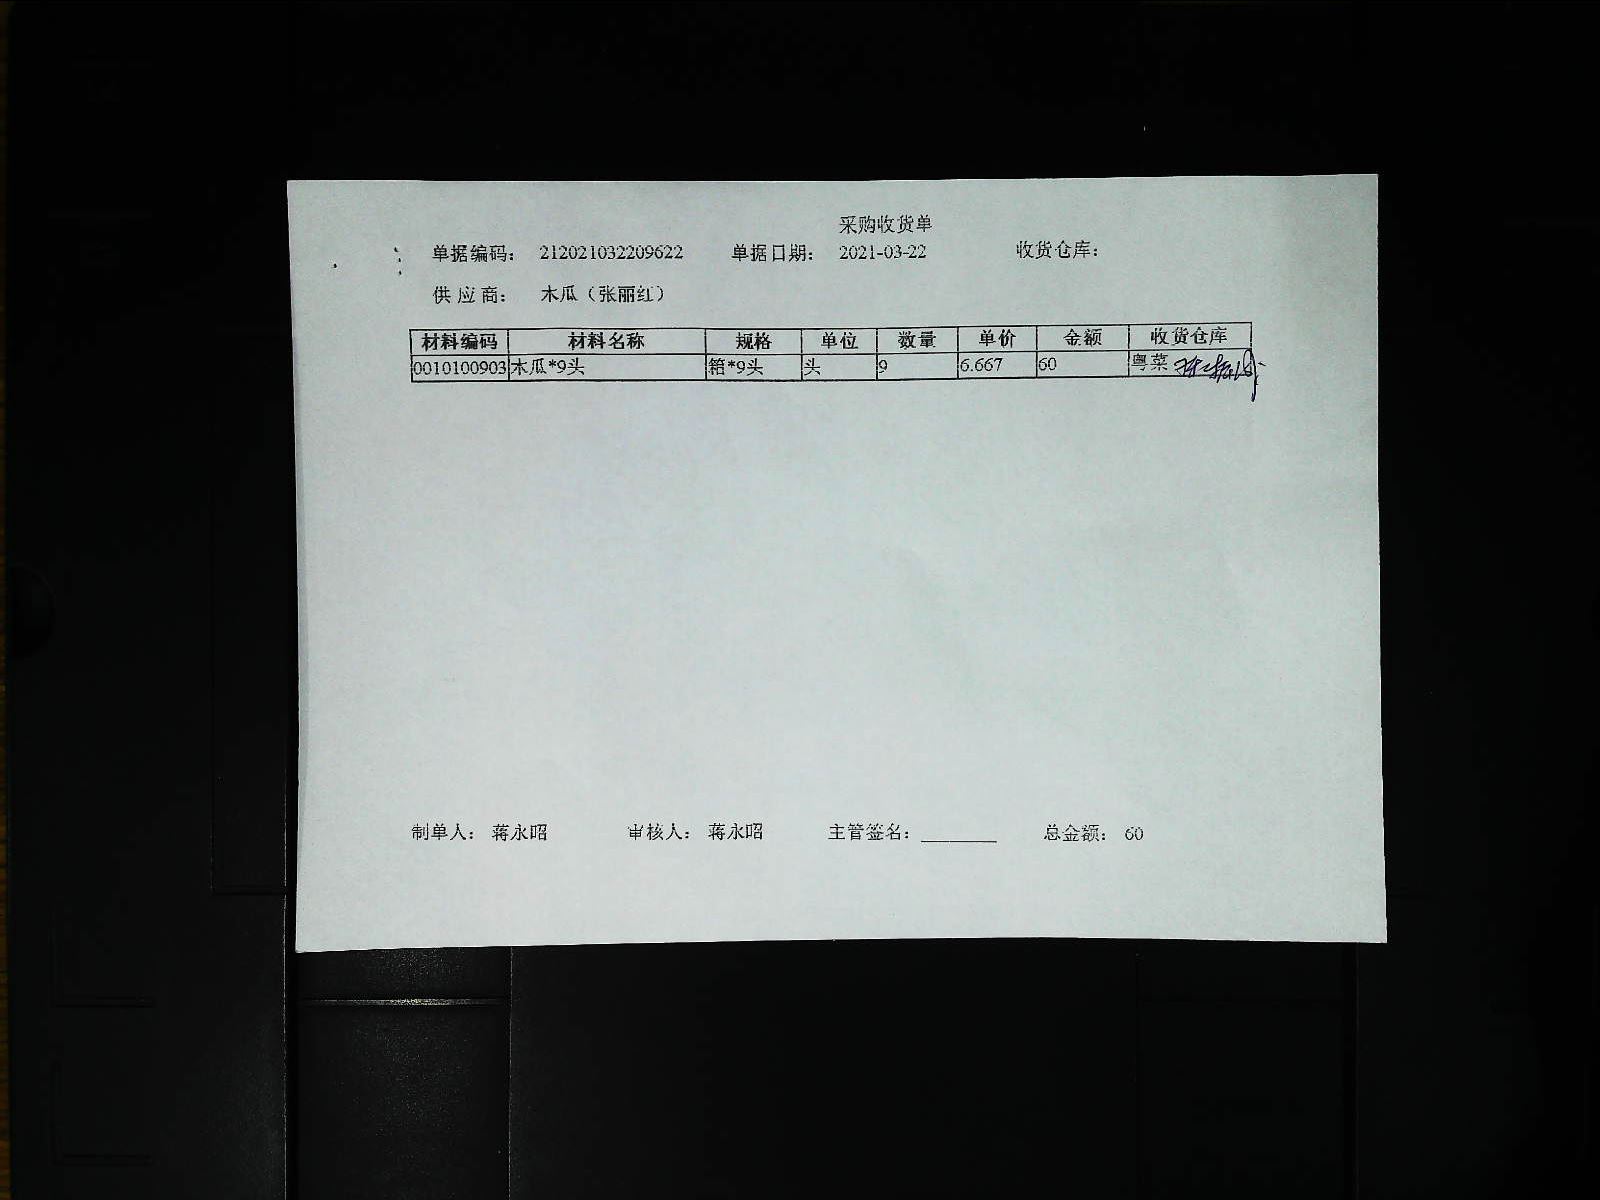 采购收货单
单据编码： 212021032209622 单据日期： 2021-03-22 收货仓库：
供应商： 木瓜（张丽红）
材料编码 材料名称 规格 单位 数量 单价 金额 收货仓库
0010100903 木瓜*9头 箱*9头 头 9 6.667 60 粤菜
制单人： 蒋永昭 审核人： 蒋永昭 主管签名： 总金额： 60